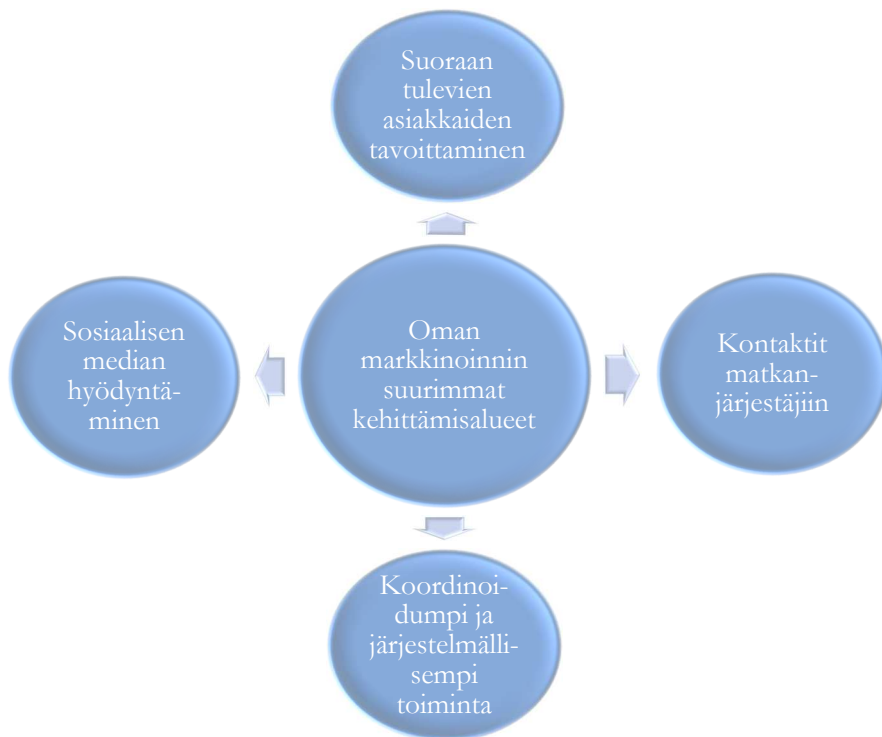 Suoraan
tulevien
asiakkaiden
tavoittaminen
Sosiaalisen
median
hyödyntä-
minen
Oman
markkinoinnin
suurimmat
kehittämisalueet
Kontaktit
matkan-
järjestäjiin
Koordinoi-
dumpi ja
järjestelmälli-
sempi
toiminta